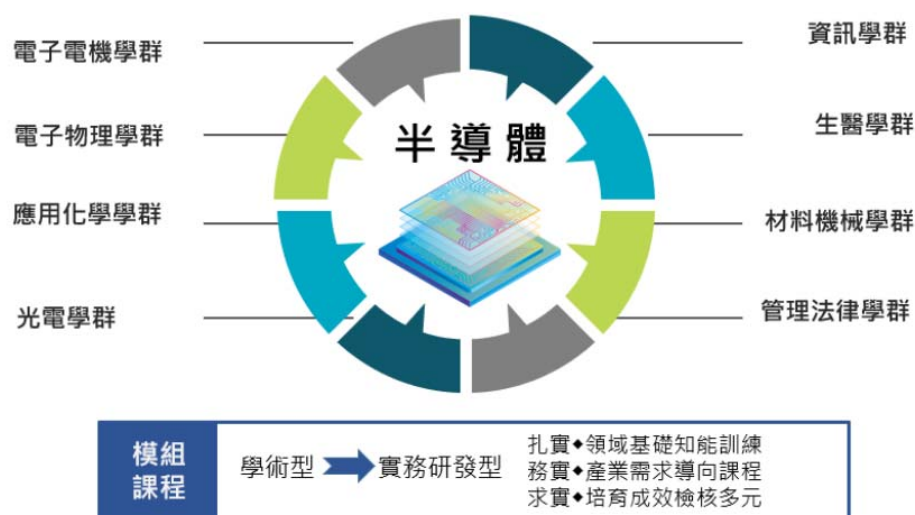 電子電機學群
電子物理學群
應用化學學群
光電學群
半導體
資訊學群
生醫學群
材料機械學群
管理法律學群
模組
課程
學術型
實務研發型
扎實◆領域基礎知能訓練
務實◆產業需求導向課程
求實◆培育成效檢核多元